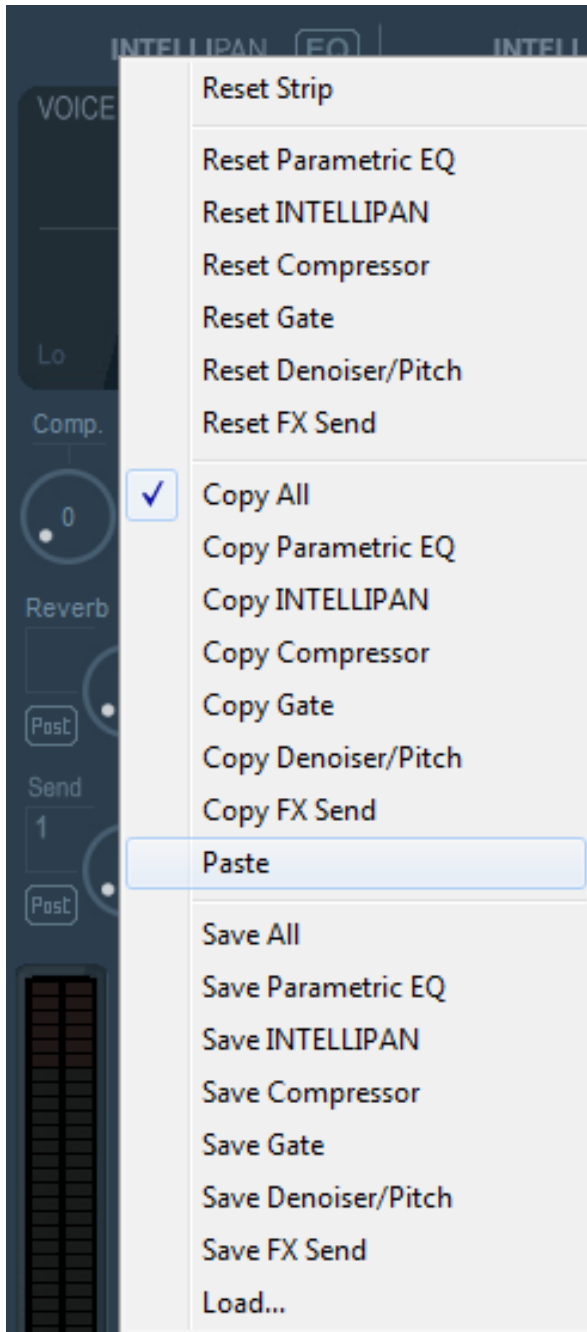 INTELLIPAN EQ INTELL
VOICE
Lo
Comp.
0
Reverb
Post
Send
1
Post
Reset Strip
Reset Parametric EQ
Reset INTELLIPAN
Reset Compressor
Reset Gate
Reset Denoiser/Pitch
Reset FX Send
Copy All
Copy Parametric EQ
Copy INTELLIPAN
Copy Compressor
Copy Gate
Copy Denoiser/Pitch
Copy FX Send
Paste
Save All
Save Parametric EQ
Save INTELLIPAN
Save Compressor
Save Gate
Save Denoiser/Pitch
Save FX Send
Load...